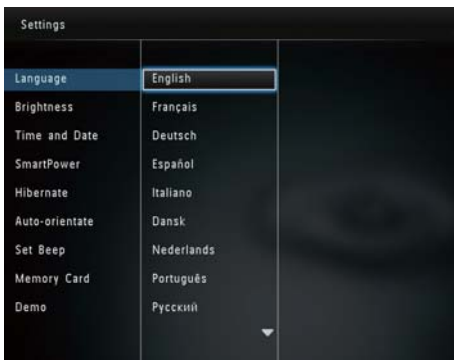 Settings
Language
Brightness
Time and Date
SmartPower
Hibernate
Auto-orientate
Set Beep
Memory Card
Demo
English
Français
Deutsch
Español
Italiano
Dansk
Nederlands
Português
Русский